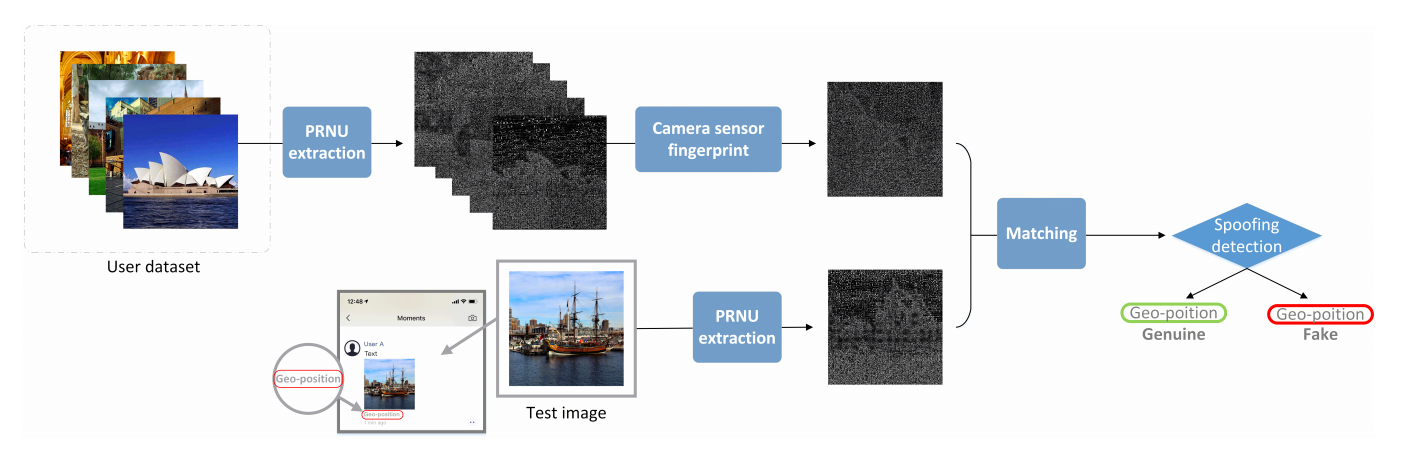 PRNU
extraction
Camera sensor
fingerprint
User dataset
Matching
Spoofing
detection
Geo-poition
Genuine
Geo-poition
Fake
12:48
Moments
User A
Text
Geo-position
1 min ago
Geo-position
Test image
PRNU
extraction